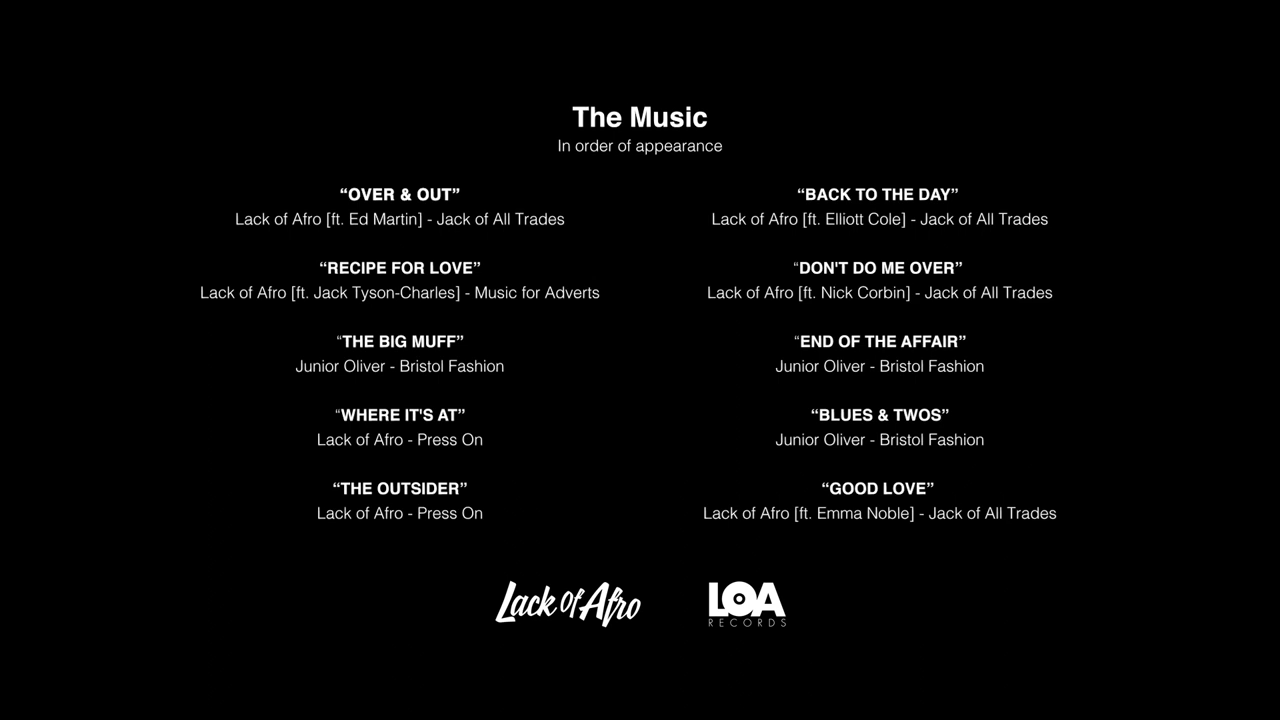 The Music
In order of appearance
“OVER & OUT”
Lack of Afro [ft. Ed Martin] - Jack of All Trades
“RECIPE FOR LOVE”
Lack of Afro [ft. Jack Tyson-Charles] - Music for Adverts
“THE BIG MUFF”
Junior Oliver - Bristol Fashion
“WHERE IT'S AT”
Lack of Afro - Press On
“THE OUTSIDER”
Lack of Afro - Press On
“BACK TO THE DAY”
Lack of Afro [ft. Elliott Cole] - Jack of All Trades
“DON'T DO ME OVER”
Lack of Afro [ft. Nick Corbin] - Jack of All Trades
“END OF THE AFFAIR”
Junior Oliver - Bristol Fashion
“BLUES & TWOS”
Junior Oliver - Bristol Fashion
“GOOD LOVE”
Lack of Afro [ft. Emma Noble] - Jack of All Trades
Lack of Afro
LOA
RECORDS